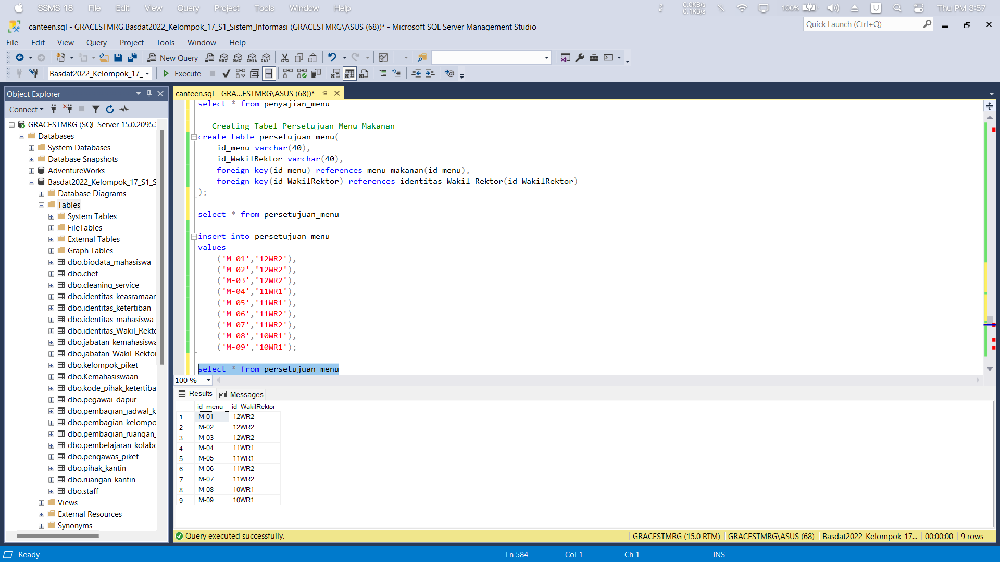 SSMS 18 File Edit View Query Project Tools Window Help 0.0KB/s 0.1KB/s 100% U Thu PM 3:57
canteen.sql - GRACESTMRG.Basdat2022_Kelompok_17_S1_Sistem_Informasi (GRACESTMRG\ASUS (68))* - Microsoft SQL Server Management Studio
Quick Launch (Ctrl+Q)
File Edit View Query Project Tools Window Help
New Query MDX DMX XMLA DAX
Basdat2022_Kelompok_17_ Execute
Object Explorer
Connect
GRACESTMRG (SQL Server 15.0.2095.3
Databases
System Databases
Database Snapshots
AdventureWorks
Basdat2022_Kelompok_17_S1_S
Database Diagrams
Tables
System Tables
FileTables
External Tables
Graph Tables
dbo.biodata_mahasiswa
dbo.chef
dbo.cleaning_service
dbo.identitas_keasramaan
dbo.identitas_ketertiban
dbo.identitas_mahasiswa
dbo.identitas_Wakil_Rekto
dbo.jabatan_kemahasiswa
dbo.jabatan_Wakil_Rektor
dbo.kelompok_piket
dbo.Kemahasiswaan
dbo.kode_pihak_ketertiba
dbo.pegawai_dapur
dbo.pembagian_jadwal_k
dbo.pembagian_kelompo
dbo.pembagian_ruangan_
dbo.pembelajaran_kolabo
dbo.pengawas_piket
dbo.pihak_kantin
dbo.ruangan_kantin
dbo.staff
Views
External Resources
Synonyms
canteen.sql - GRA...ESTMRG\ASUS (68))*
select * from penyajian_menu
-- Creating Tabel Persetujuan Menu Makanan
create table persetujuan_menu(
id_menu varchar(40),
id_WakilRektor varchar(40),
foreign key(id_menu) references menu_makanan(id_menu),
foreign key(id_WakilRektor) references identitas_Wakil_Rektor(id_WakilRektor)
);
select * from persetujuan_menu
insert into persetujuan_menu
values
('M-01','12WR2'),
('M-02','12WR2'),
('M-03','12WR2'),
('M-04','11WR1'),
('M-05','11WR1'),
('M-06','11WR2'),
('M-07','11WR2'),
('M-08','10WR1'),
('M-09','10WR1');
select * from persetujuan_menu
100 %
Results Messages
id_menu id_WakilRektor
1 M-01 12WR2
2 M-02 12WR2
3 M-03 12WR2
4 M-04 11WR1
5 M-05 11WR1
6 M-06 11WR2
7 M-07 11WR2
8 M-08 10WR1
9 M-09 10WR1
Query executed successfully. GRACESTMRG (15.0 RTM) GRACESTMRG\ASUS (68) Basdat2022_Kelompok_17... 00:00:00 9 rows
Ready Ln 584 Col 1 Ch 1 INS